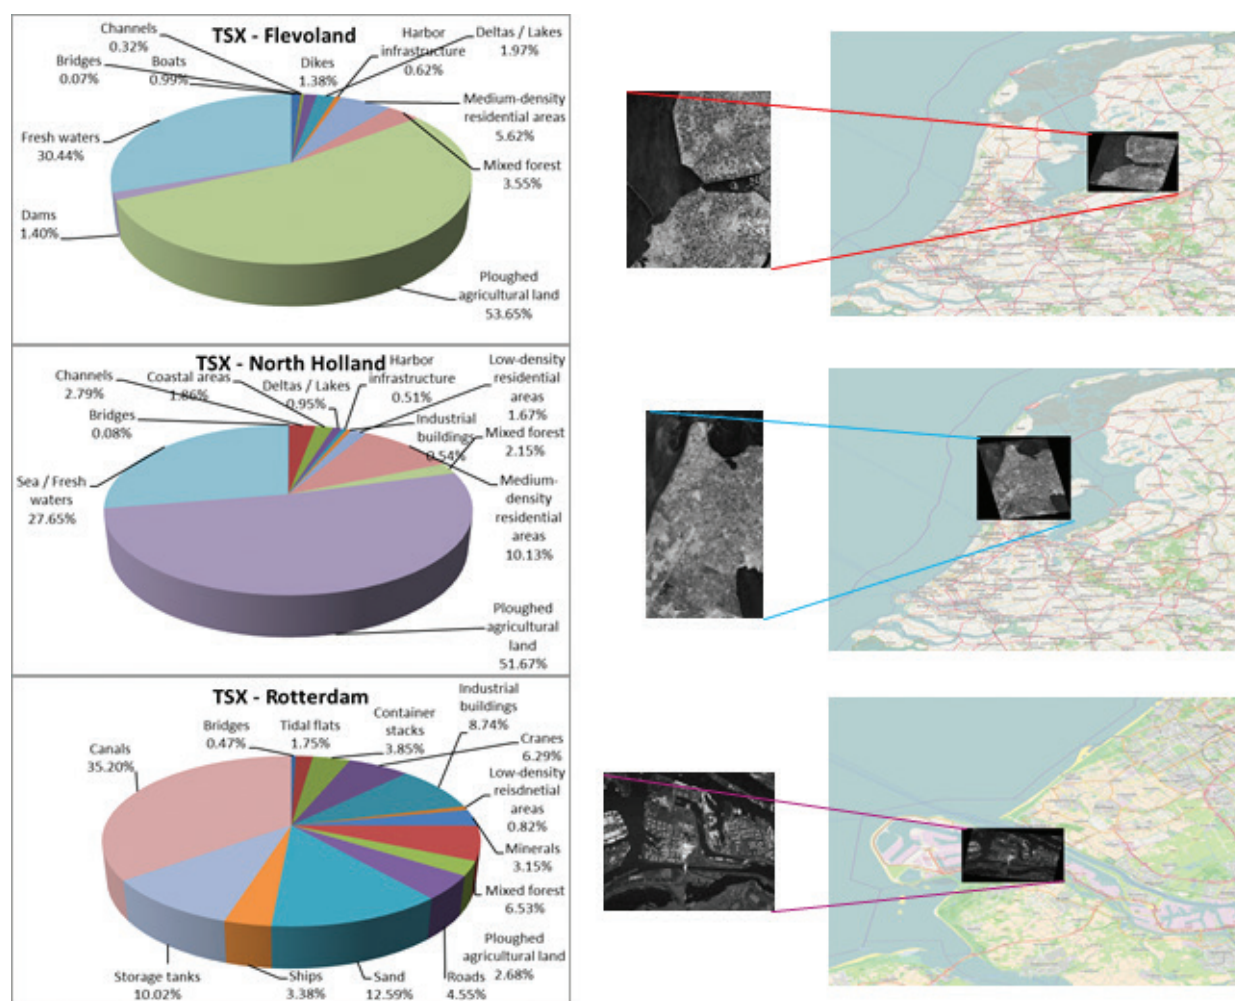 TSX - Flevoland
Channels
0.32%
Bridges
0.07%
Boats
0.99%
Dikes
1.38%
Harbor
infrastructure
0.62%
Deltas / Lakes
1.97%
Medium-density
residential areas
5.62%
Mixed forest
3.55%
Fresh waters
30.44%
Dams
1.40%
Ploughed
agricultural land
53.65%
TSX - North Holland
Channels
2.79%
Coastal areas
1.86%
Bridges
0.08%
Deltas / Lakes
0.95%
Harbor
infrastructure
0.51%
Low-density
residential
areas
1.67%
Industrial
buildings
0.54%
Mixed forest
2.15%
Medium-
density
residential
areas
10.13%
Sea / Fresh
waters
27.65%
Ploughed
agricultural
land
51.67%
TSX - Rotterdam
Bridges
0.47%
Tidal flats
1.75%
Container
stacks
3.85%
Industrial
buildings
8.74%
Cranes
6.29%
Low-density
reisdnetial
areas
0.82%
Minerals
3.15%
Mixed forest
6.53%
Ploughed
agricultural land
2.68%
Canals
35.20%
Storage tanks
10.02%
Ships
3.38%
Sand
12.59%
Roads
4.55%